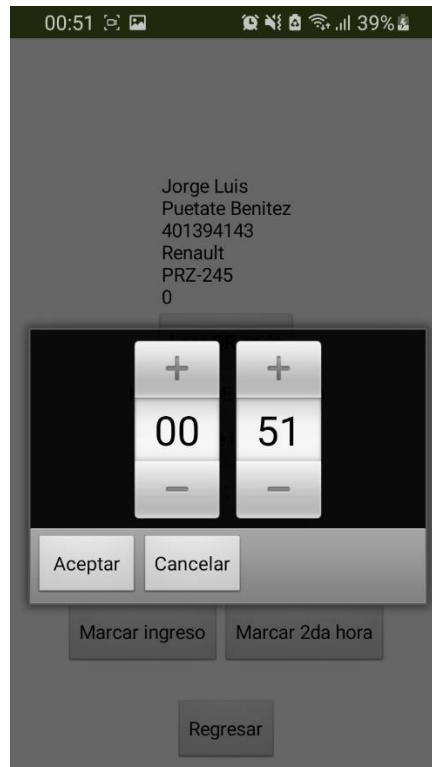 00:51 39%
Jorge Luis
Puetate Benitez
401394143
Renault
PRZ-245
0
+ +
00 51
− −
Aceptar Cancelar
Marcar ingreso Marcar 2da hora
Regresar